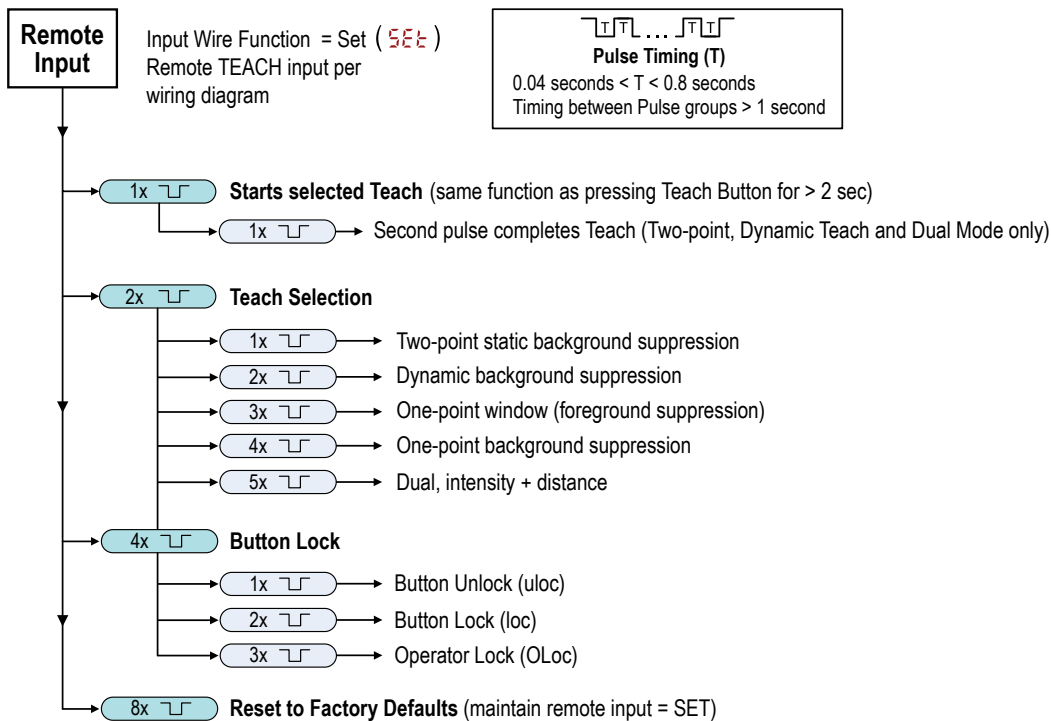 Remote
Input
Input Wire Function = Set ( SEt )
Remote TEACH input per
wiring diagram
T T ... T T
Pulse Timing (T)
0.04 seconds < T < 0.8 seconds
Timing between Pulse groups > 1 second
1x Starts selected Teach (same function as pressing Teach Button for > 2 sec)
1x Second pulse completes Teach (Two-point, Dynamic Teach and Dual Mode only)
2x Teach Selection
1x Two-point static background suppression
2x Dynamic background suppression
3x One-point window (foreground suppression)
4x One-point background suppression
5x Dual, intensity + distance
4x Button Lock
1x Button Unlock (uloc)
2x Button Lock (loc)
3x Operator Lock (OLoc)
8x Reset to Factory Defaults (maintain remote input = SET)